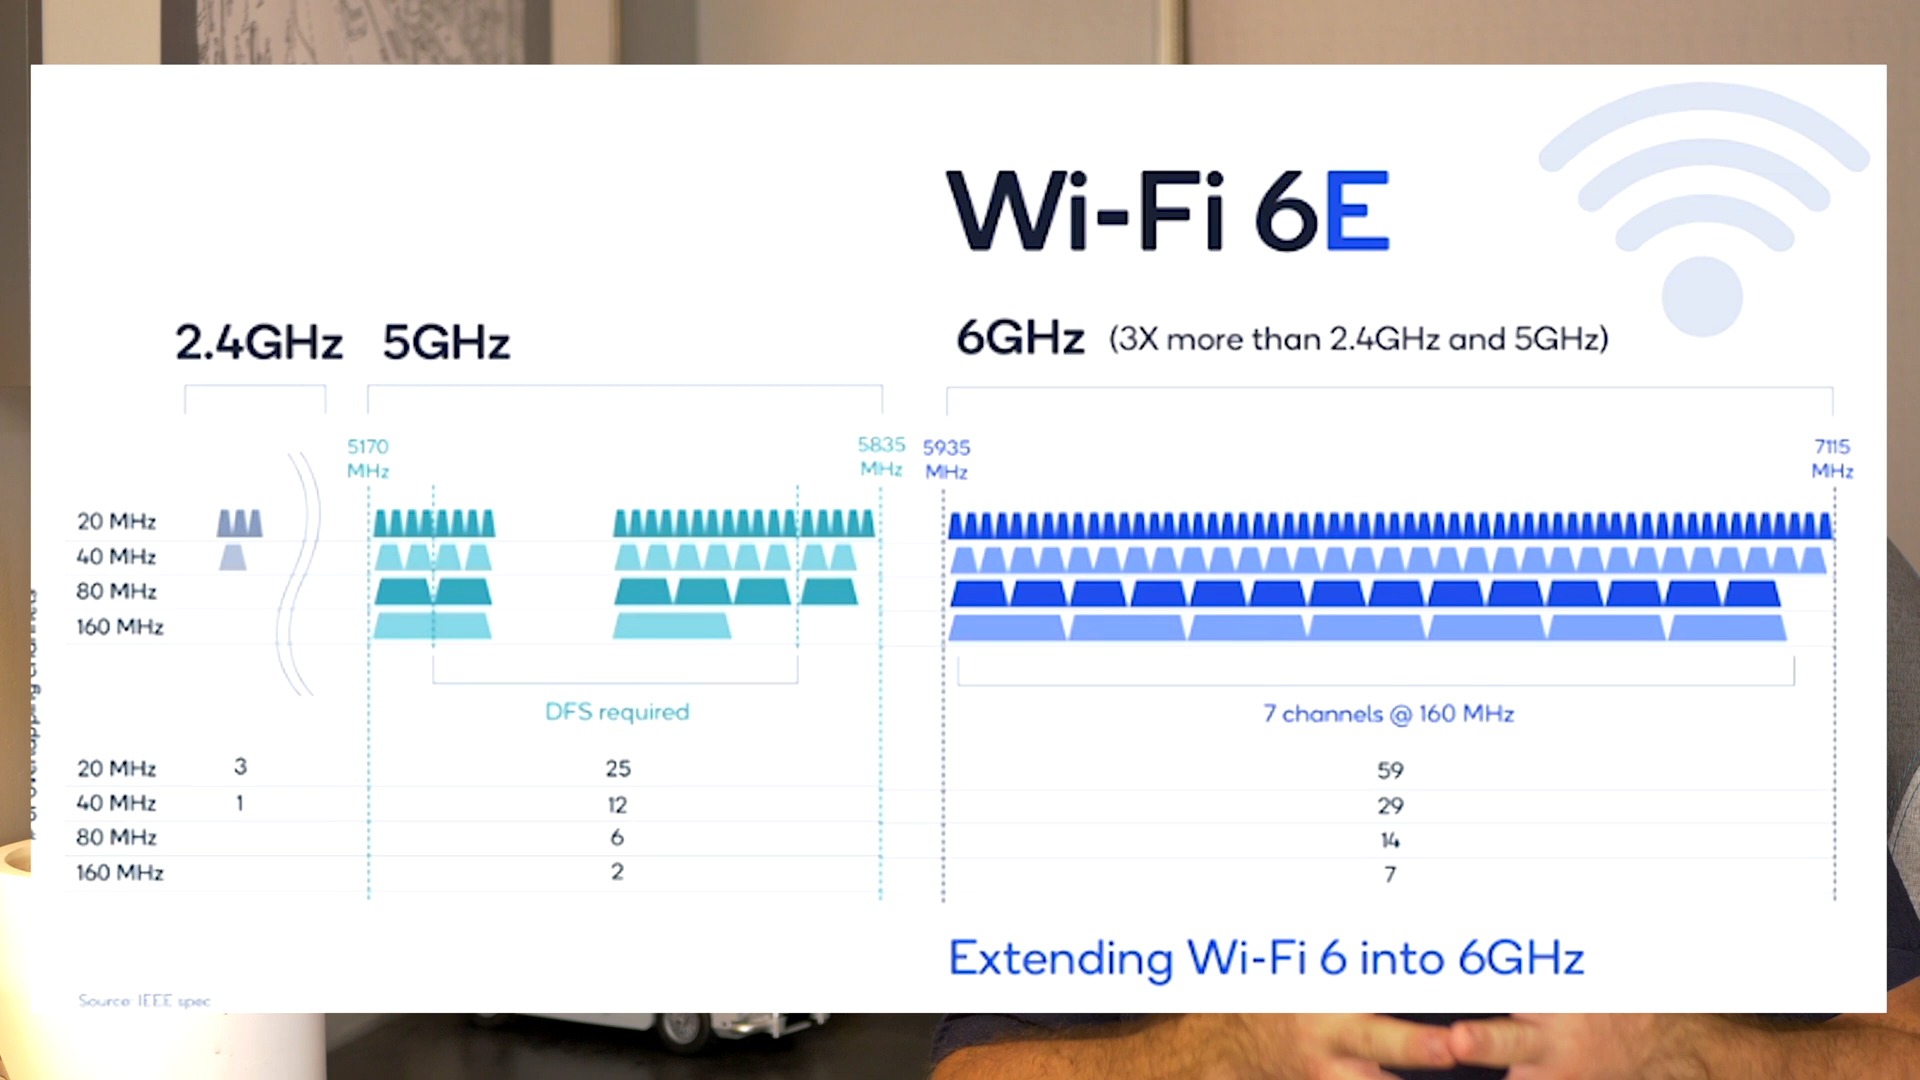 Wi-Fi 6E
2.4GHz 5GHz 6GHz (3X more than 2.4GHz and 5GHz)
5170 MHz 5835 MHz 5935 MHz 7115 MHz
20 MHz
40 MHz
80 MHz
160 MHz
DFS required 7 channels @ 160 MHz
20 MHz 3 25 59
40 MHz 1 12 29
80 MHz 6 14
160 MHz 2 7
Extending Wi-Fi 6 into 6GHz
Source: IEEE spec